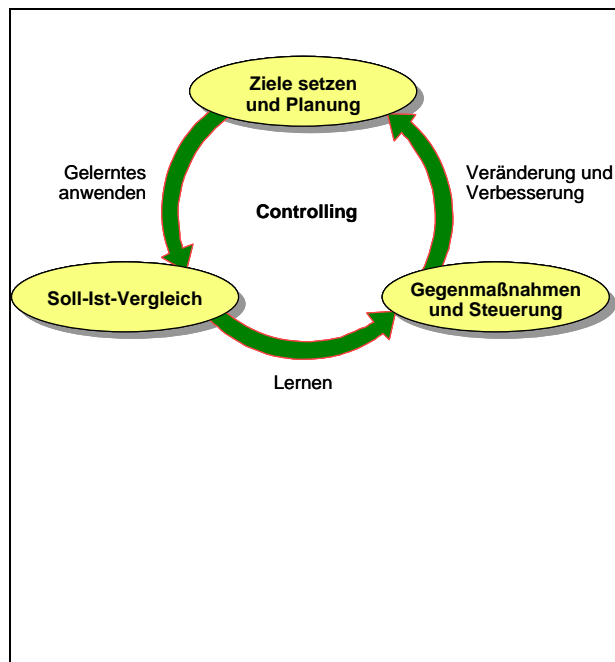 Ziele setzen
und Planung
Gelerntes
anwenden
Veränderung und
Verbesserung
Controlling
Soll-Ist-Vergleich
Gegenmaßnahmen
und Steuerung
Lernen